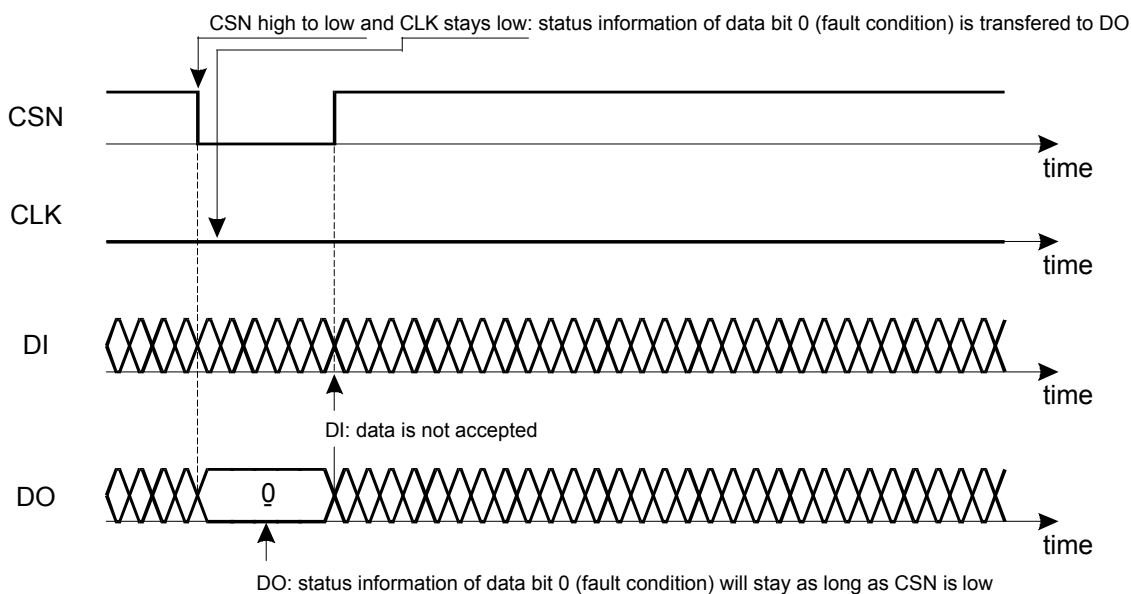 CSN high to low and CLK stays low: status information of data bit 0 (fault condition) is transfered to DO
CSN
time
CLK
time
DI
time
DI: data is not accepted
DO
0
time
DO: status information of data bit 0 (fault condition) will stay as long as CSN is low